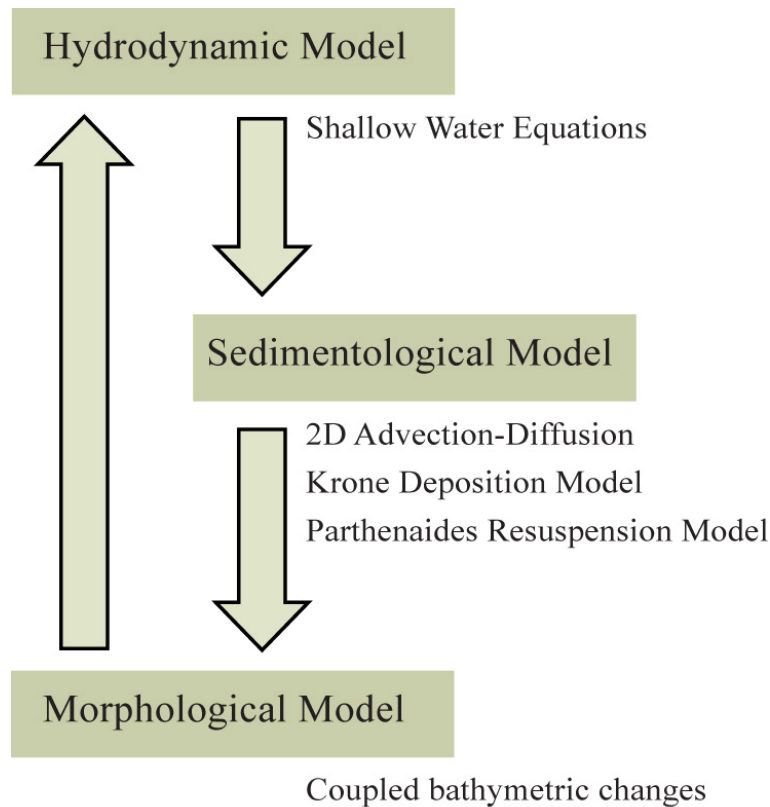 Hydrodynamic Model
Shallow Water Equations
Sedimentological Model
2D Advection-Diffusion
Krone Deposition Model
Parthenaides Resuspension Model
Morphological Model
Coupled bathymetric changes